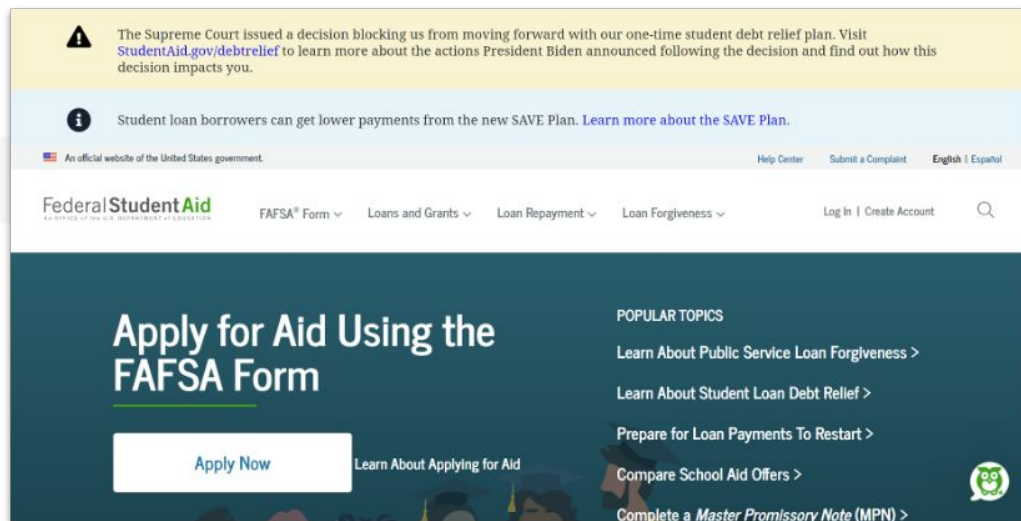 The Supreme Court issued a decision blocking us from moving forward with our one-time student debt relief plan. Visit
StudentAid.gov/debtrelief to learn more about the actions President Biden announced following the decision and find out how this
decision impacts you.
Student loan borrowers can get lower payments from the new SAVE Plan. Learn more about the SAVE Plan.
An official website of the United States government.
Help Center Submit a Complaint English | Español
Federal Student Aid
An OFFICE of the U.S. DEPARTMENT of EDUCATION
FAFSA® Form Loans and Grants Loan Repayment Loan Forgiveness Log In | Create Account
Apply for Aid Using the
FAFSA Form
Apply Now
Learn About Applying for Aid
POPULAR TOPICS
Learn About Public Service Loan Forgiveness >
Learn About Student Loan Debt Relief >
Prepare for Loan Payments To Restart >
Compare School Aid Offers >
Complete a Master Promissory Note (MPN) >